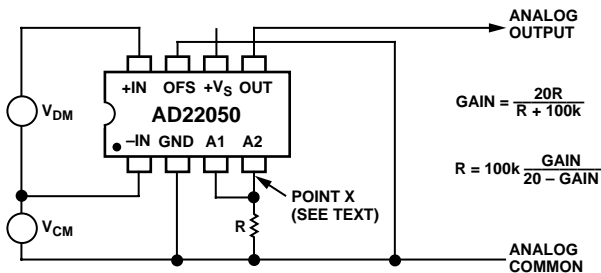 ANALOG
OUTPUT
+IN OFS +VS OUT
AD22050
–IN GND A1 A2
VDM
VCM
POINT X
(SEE TEXT)
R
GAIN = 20R / R + 100k
R = 100k GAIN / 20 – GAIN
ANALOG
COMMON